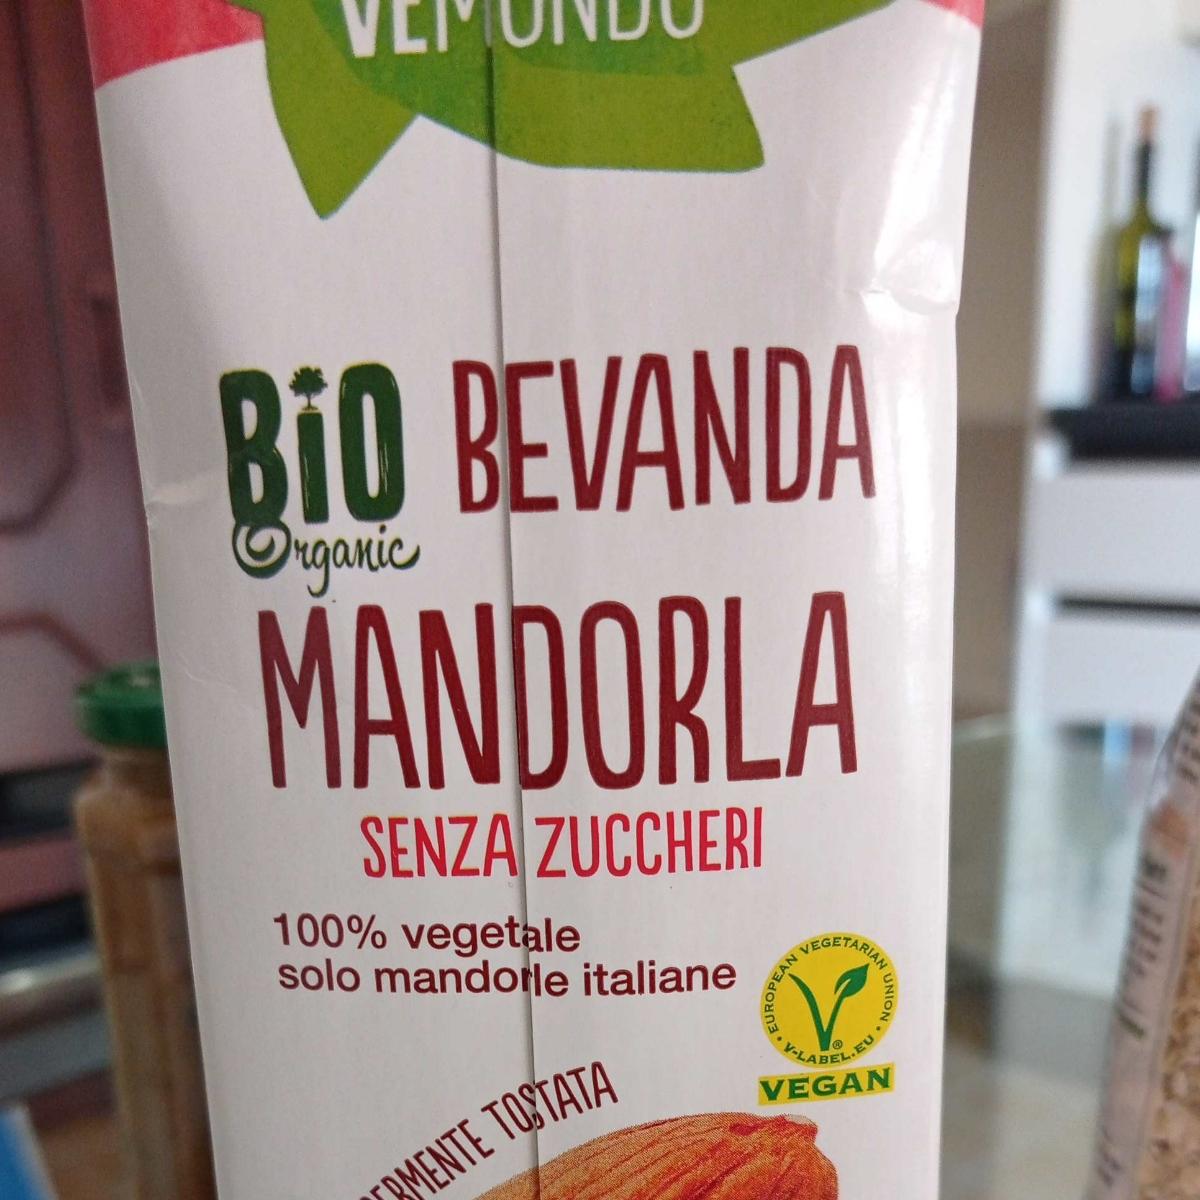 VEMONDO
BIO
Organic
BEVANDA
MANDORLA
SENZA ZUCCHERI
100% vegetale
solo mandorle italiane
EUROPEAN VEGETARIAN UNION
V-LABEL.EU
®
VEGAN
TOSTATA